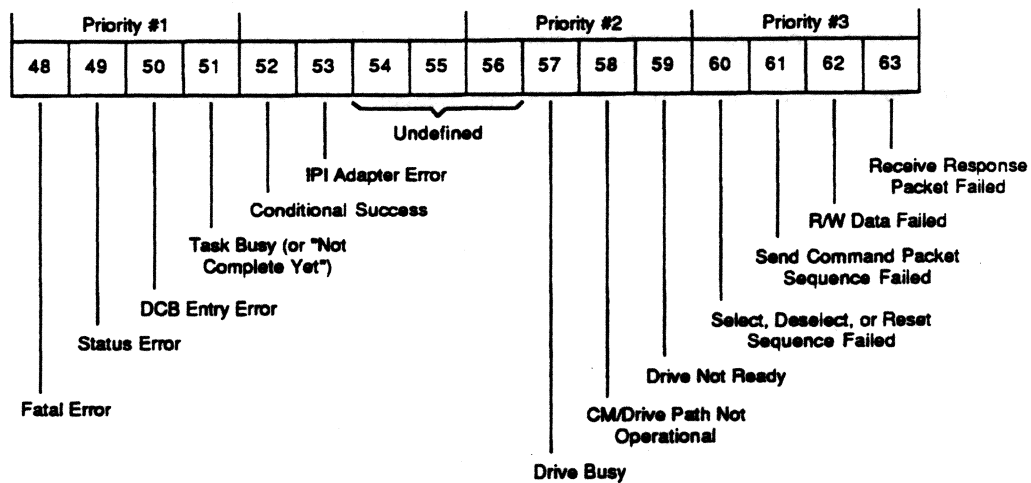 Priority #1
Priority #2
Priority #3
48 49 50 51 52 53 54 55 56 57 58 59 60 61 62 63
Undefined
IPI Adapter Error
Receive Response
Packet Failed
Conditional Success
R/W Data Failed
Task Busy (or "Not
Complete Yet")
Send Command Packet
Sequence Failed
DCB Entry Error
Select, Deselect, or Reset
Sequence Failed
Status Error
Drive Not Ready
Fatal Error
CM/Drive Path Not
Operational
Drive Busy